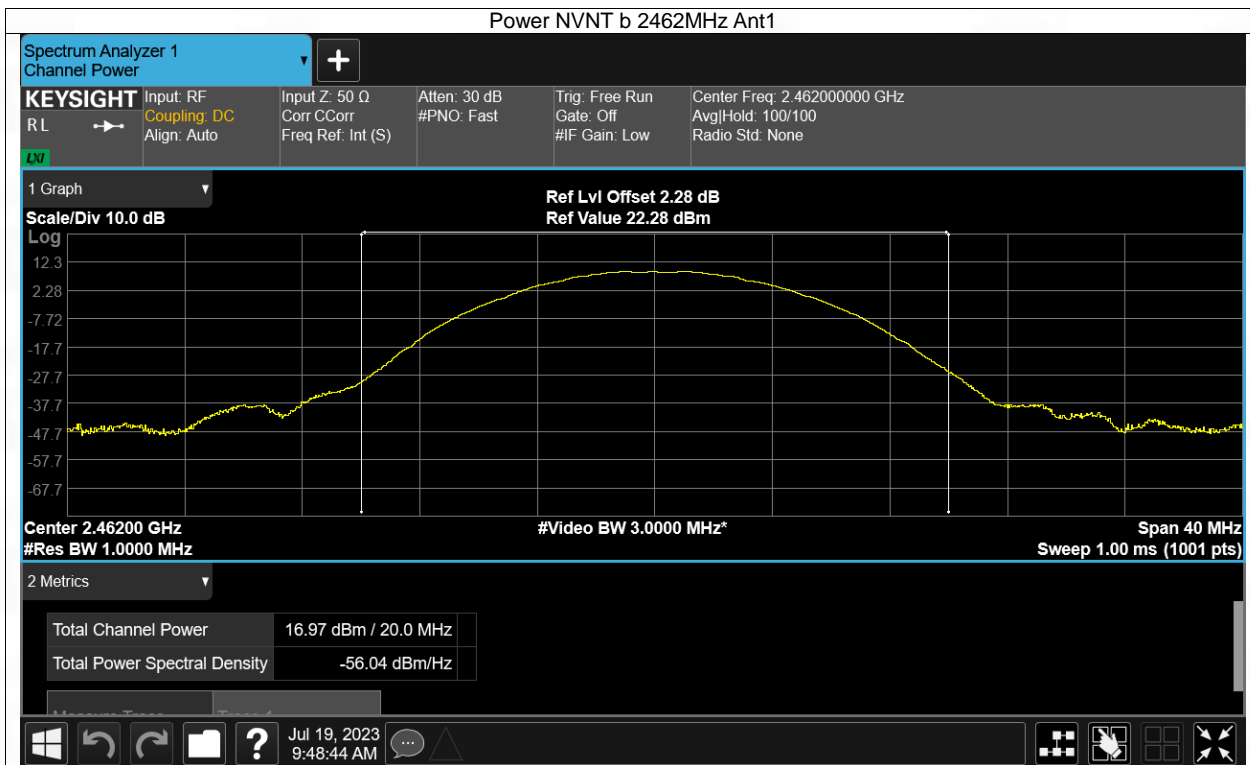 Power NVNT b 2462MHz Ant1
Spectrum Analyzer 1
Channel Power
KEYSIGHT
R L
LXI
Input: RF
Coupling: DC
Align: Auto
Input Z: 50 Ω
Corr CCorr
Freq Ref: Int (S)
Atten: 30 dB
#PNO: Fast
Trig: Free Run
Gate: Off
#IF Gain: Low
Center Freq: 2.462000000 GHz
Avg|Hold: 100/100
Radio Std: None
1 Graph
Scale/Div 10.0 dB
Ref Lvl Offset 2.28 dB
Ref Value 22.28 dBm
Log
12.3
2.28
-7.72
-17.7
-27.7
-37.7
-47.7
-57.7
-67.7
Center 2.46200 GHz
#Video BW 3.0000 MHz*
Span 40 MHz
#Res BW 1.0000 MHz
Sweep 1.00 ms (1001 pts)
2 Metrics
Total Channel Power 16.97 dBm / 20.0 MHz
Total Power Spectral Density -56.04 dBm/Hz
Jul 19, 2023
9:48:44 AM